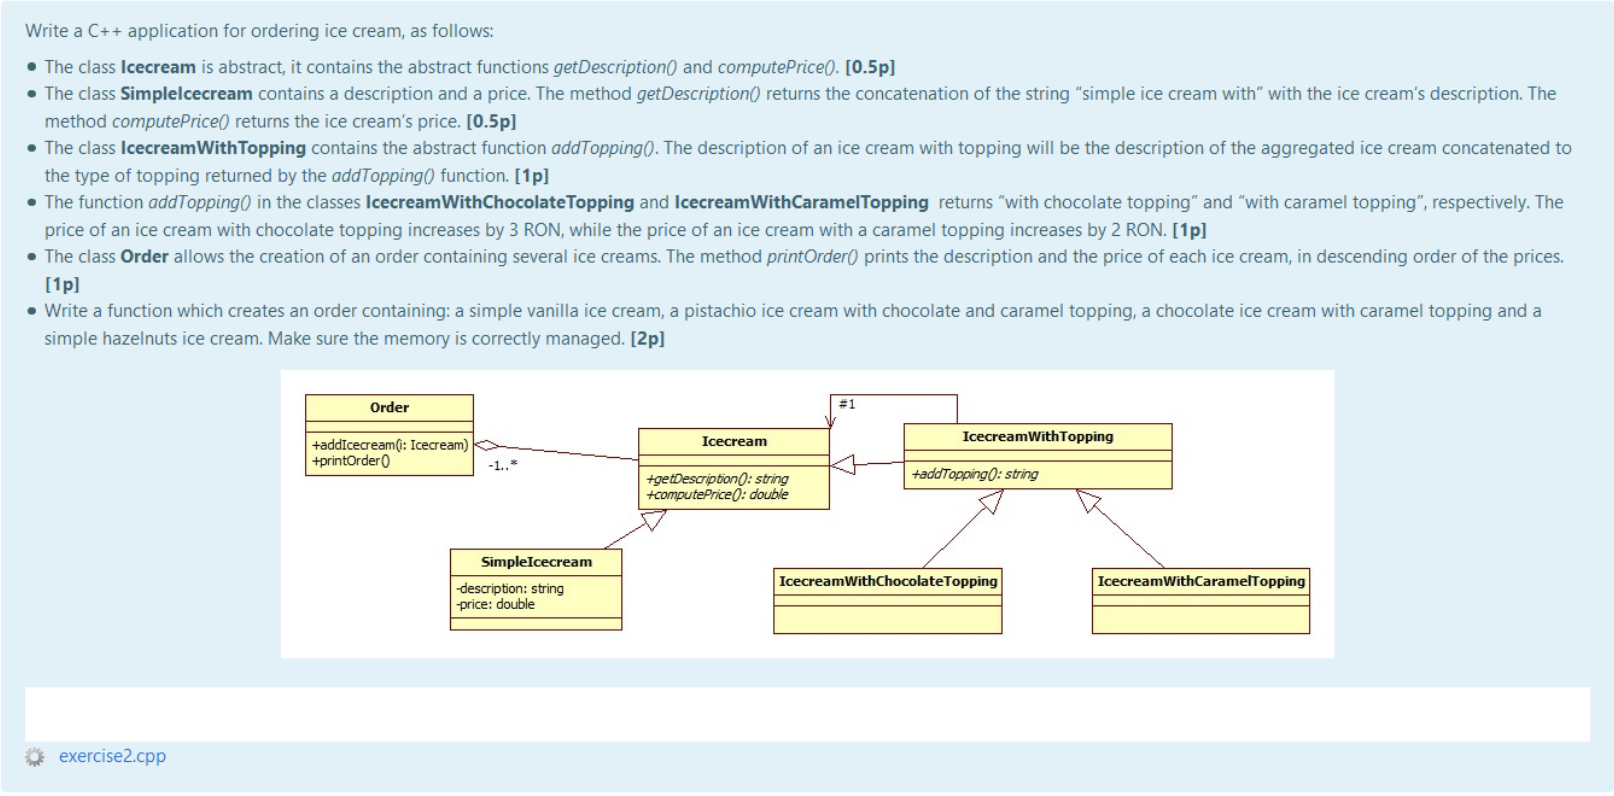 Write a C++ application for ordering ice cream, as follows:
• The class Icecream is abstract, it contains the abstract functions getDescription() and computePrice(). [0.5p]
• The class SimpleIcecream contains a description and a price. The method getDescription() returns the concatenation of the string "simple ice cream with" with the ice cream's description. The
method computePrice() returns the ice cream's price. [0.5p]
• The class IcecreamWithTopping contains the abstract function addTopping(). The description of an ice cream with topping will be the description of the aggregated ice cream concatenated to
the type of topping returned by the addTopping() function. [1p]
• The function addTopping() in the classes IcecreamWithChocolateTopping and IcecreamWithCaramelTopping returns "with chocolate topping" and "with caramel topping", respectively. The
price of an ice cream with chocolate topping increases by 3 RON, while the price of an ice cream with a caramel topping increases by 2 RON. [1p]
• The class Order allows the creation of an order containing several ice creams. The method printOrder() prints the description and the price of each ice cream, in descending order of the prices.
[1p]
• Write a function which creates an order containing: a simple vanilla ice cream, a pistachio ice cream with chocolate and caramel topping, a chocolate ice cream with caramel topping and a
simple hazelnuts ice cream. Make sure the memory is correctly managed. [2p]
Order
+addIcecream(i: Icecream)
+printOrder()
-1..*
#1
Icecream
+getDescription(): string
+computePrice(): double
IcecreamWithTopping
+addTopping(): string
SimpleIcecream
-description: string
-price: double
IcecreamWithChocolateTopping
IcecreamWithCaramelTopping
exercise2.cpp